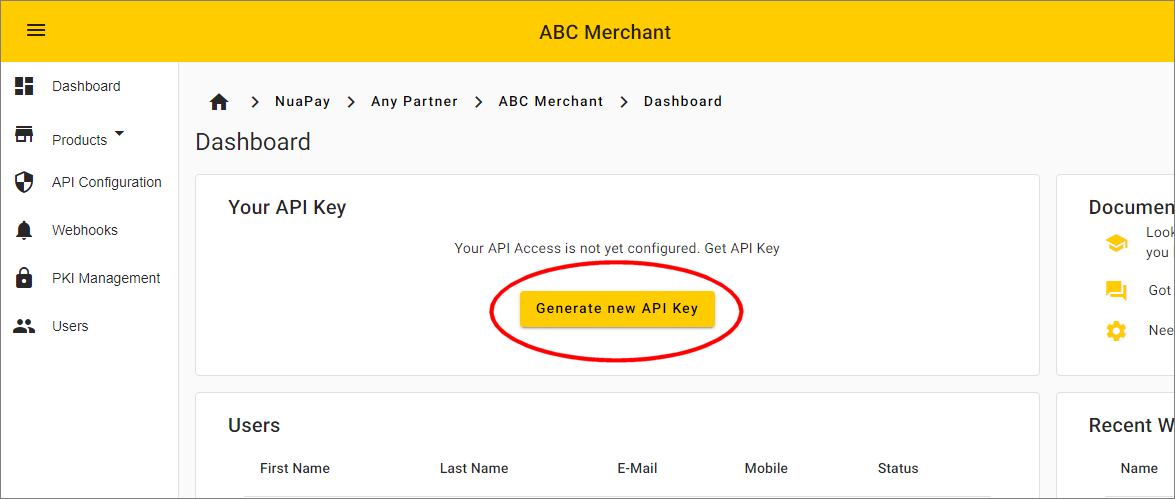 ABC Merchant
Dashboard
Products
API Configuration
Webhooks
PKI Management
Users
NuaPay Any Partner ABC Merchant Dashboard
Dashboard
Your API Key
Your API Access is not yet configured. Get API Key
Generate new API Key
Users
First Name Last Name E-Mail Mobile Status
Documen
Look
you
Got
Nee
Recent W
Name